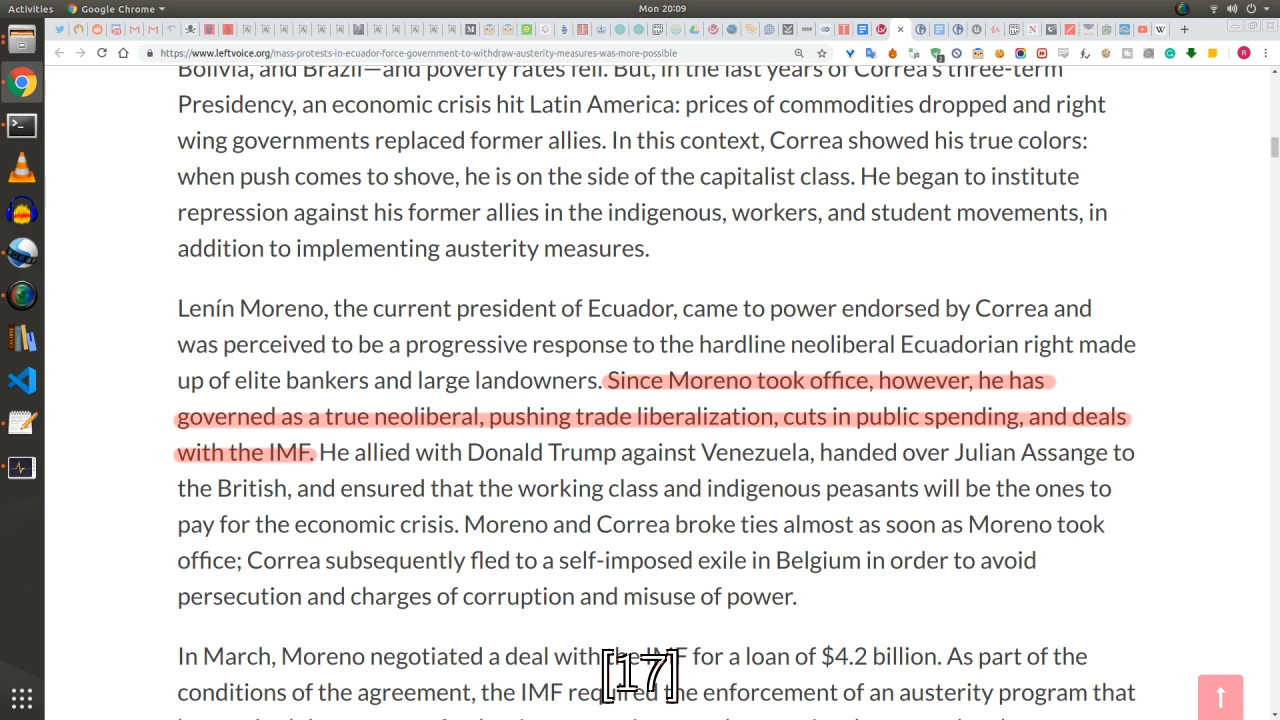 Activities Google Chrome Mon 20:09
https://www.leftvoice.org/mass-protests-in-ecuador-force-government-to-withdraw-austerity-measures-was-more-possible
Bolivia, and Brazil—and poverty rates fell. But, in the last years of Correa's three-term
Presidency, an economic crisis hit Latin America: prices of commodities dropped and right
wing governments replaced former allies. In this context, Correa showed his true colors:
when push comes to shove, he is on the side of the capitalist class. He began to institute
repression against his former allies in the indigenous, workers, and student movements, in
addition to implementing austerity measures.
Lenín Moreno, the current president of Ecuador, came to power endorsed by Correa and
was perceived to be a progressive response to the hardline neoliberal Ecuadorian right made
up of elite bankers and large landowners. Since Moreno took office, however, he has
governed as a true neoliberal, pushing trade liberalization, cuts in public spending, and deals
with the IMF. He allied with Donald Trump against Venezuela, handed over Julian Assange to
the British, and ensured that the working class and indigenous peasants will be the ones to
pay for the economic crisis. Moreno and Correa broke ties almost as soon as Moreno took
office; Correa subsequently fled to a self-imposed exile in Belgium in order to avoid
persecution and charges of corruption and misuse of power.
In March, Moreno negotiated a deal with the IMF for a loan of $4.2 billion. As part of the
[17]
conditions of the agreement, the IMF required the enforcement of an austerity program that